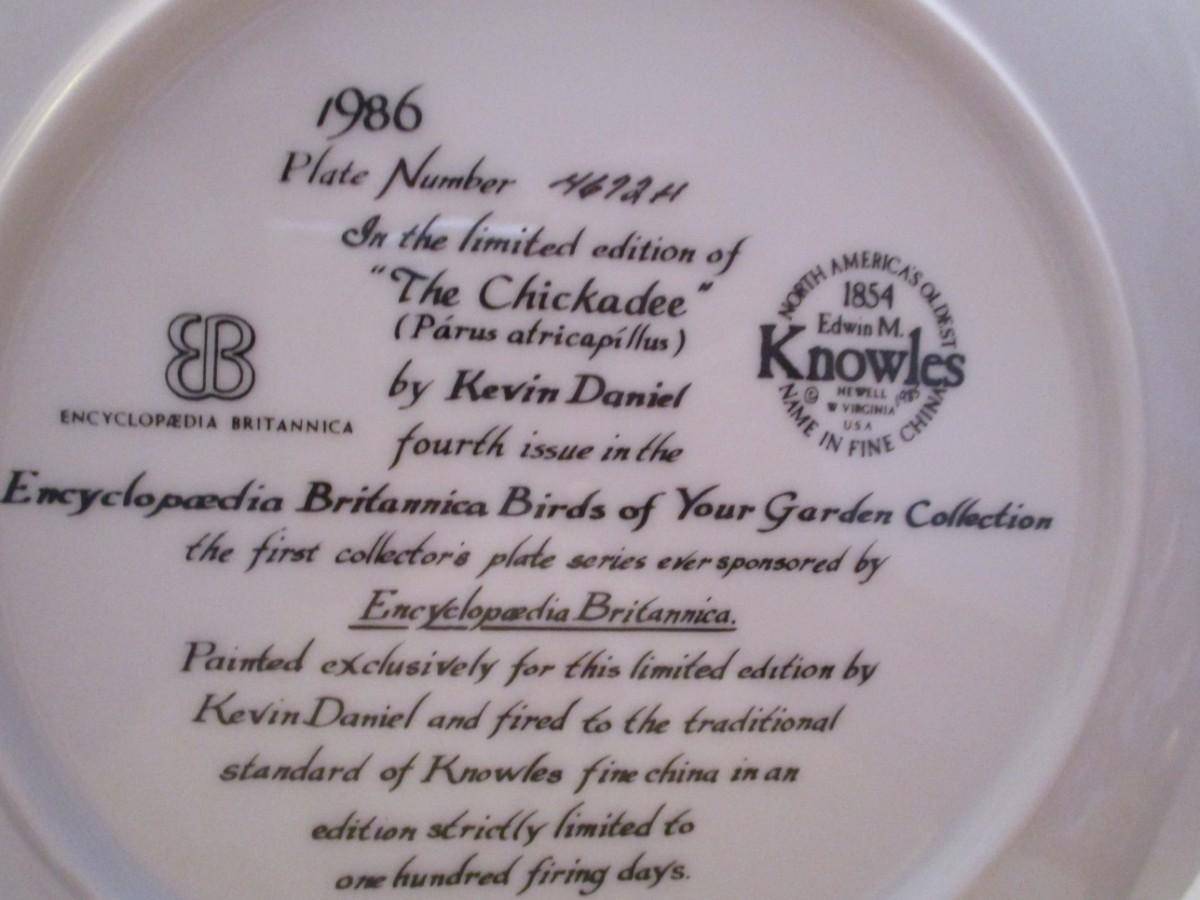 1986
Plate Number 4692H
In the limited edition of
"The Chickadee"
(Párus atricapíllus)
by Kevin Daniel
fourth issue in the
Encyclopædia Britannica Birds of Your Garden Collection
the first collector's plate series ever sponsored by
Encyclopædia Britannica.
Painted exclusively for this limited edition by
Kevin Daniel and fired to the traditional
standard of Knowles fine china in an
edition strictly limited to
one hundred firing days.
EB
ENCYCLOPÆDIA BRITANNICA
NORTH AMERICA'S OLDEST
1854
Edwin M.
Knowles
©
NEWELL
W VIRGINIA
USA
NAME IN FINE CHINA